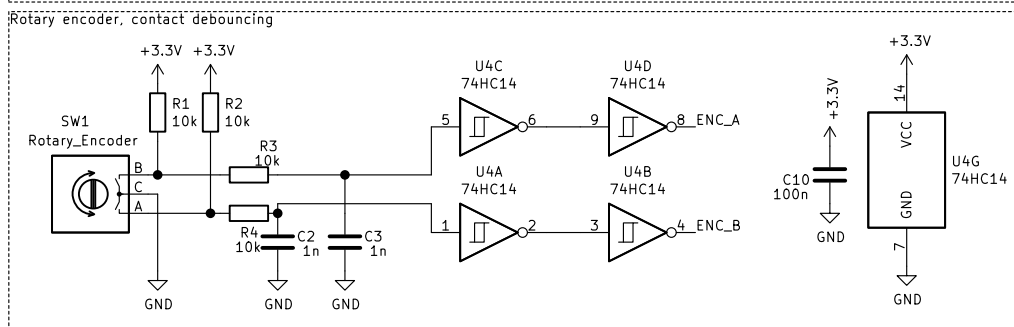 Rotary encoder, contact debouncing
+3.3V +3.3V
R1
10k
R2
10k
SW1
Rotary_Encoder
B
C
A
R3
10k
R4
10k
C2
1n
C3
1n
GND
GND
GND
U4C
74HC14
5
6
U4D
74HC14
9
8
ENC_A
U4A
74HC14
1
2
U4B
74HC14
3
4
ENC_B
+3.3V
C10
100n
GND
+3.3V
14
VCC
U4G
74HC14
GND
7
GND